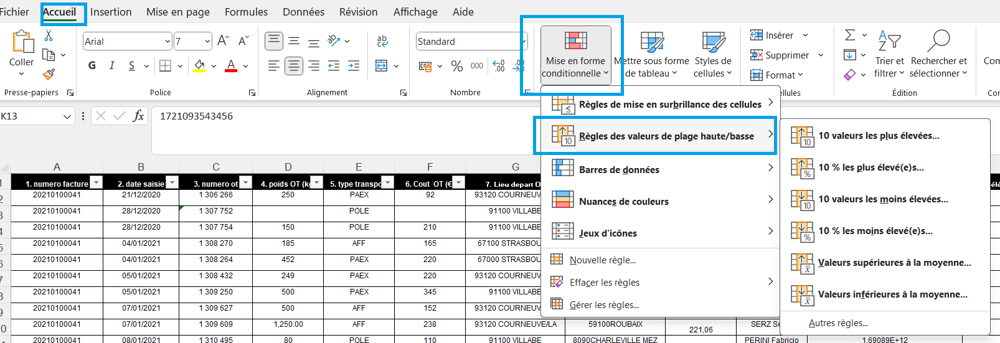 Fichier Accueil Insertion Mise en page Formules Données Révision Affichage Aide
Coller
Presse-papiers
Arial 7
G I S A
Police
ab
Alignement
Standard
% 000
Nombre
Mise en forme
conditionnelle
Mettre sous forme
de tableau
Styles de
cellules
Insérer
Supprimer
Format
ellules
Trier et
filtrer
Rechercher et
sélectionner
Édition
Com
Con
K13 fx 1721093543456
Règles de mise en surbrillance des cellules
Règles des valeurs de plage haute/basse
Barres de données
Nuances de couleurs
Jeux d'icônes
Nouvelle règle...
Effacer les règles
Gérer les règles...
10 valeurs les plus élevées...
10 % les plus élevé(e)s...
10 valeurs les moins élevées...
10 % les moins élevé(e)s...
Valeurs supérieures à la moyenne...
Valeurs inférieures à la moyenne...
Autres règles...
A B C D E F G
1 1. numero facture 2. date saisie 3. numero ot 4. poids OT (kg 5. type transpo 6. Cout OT (€ 7. Lieu depart O élé
2 20210100041 21/12/2020 1 306 266 250 PAEX 92 93120 COURNEUV
3 20210100041 28/12/2020 1 307 752 POLE 91100 VILLABE
4 20210100041 28/12/2020 1 307 754 150 POLE 210 91100 VILLABE
5 20210100041 04/01/2021 1 308 270 185 AFF 165 67100 STRASBOU
20210100041 04/01/2021 1 308 264 452 PAEX 220 67000 STRASBOU
7 20210100041 05/01/2021 1 308 432 249 PAEX 220 93120 COURNEUV
8 20210100041 05/01/2021 1 309 250 500 PAEX 345 91100 VILLABE
9 20210100041 07/01/2021 1 309 627 500 AFF 152 93120 COURNEUV
0 20210100041 07/01/2021 1 309 609 1,250.00 AFF 238 93120 COURNEUVE/LA 59100ROUBAIX 221,06 SERZ
20210100041 08/01/2021 1 310 495 80 POLE 110 91100 VILLABE 8090CHARLEVILLE MEZ PERINI Fabricio 1.69089E+12